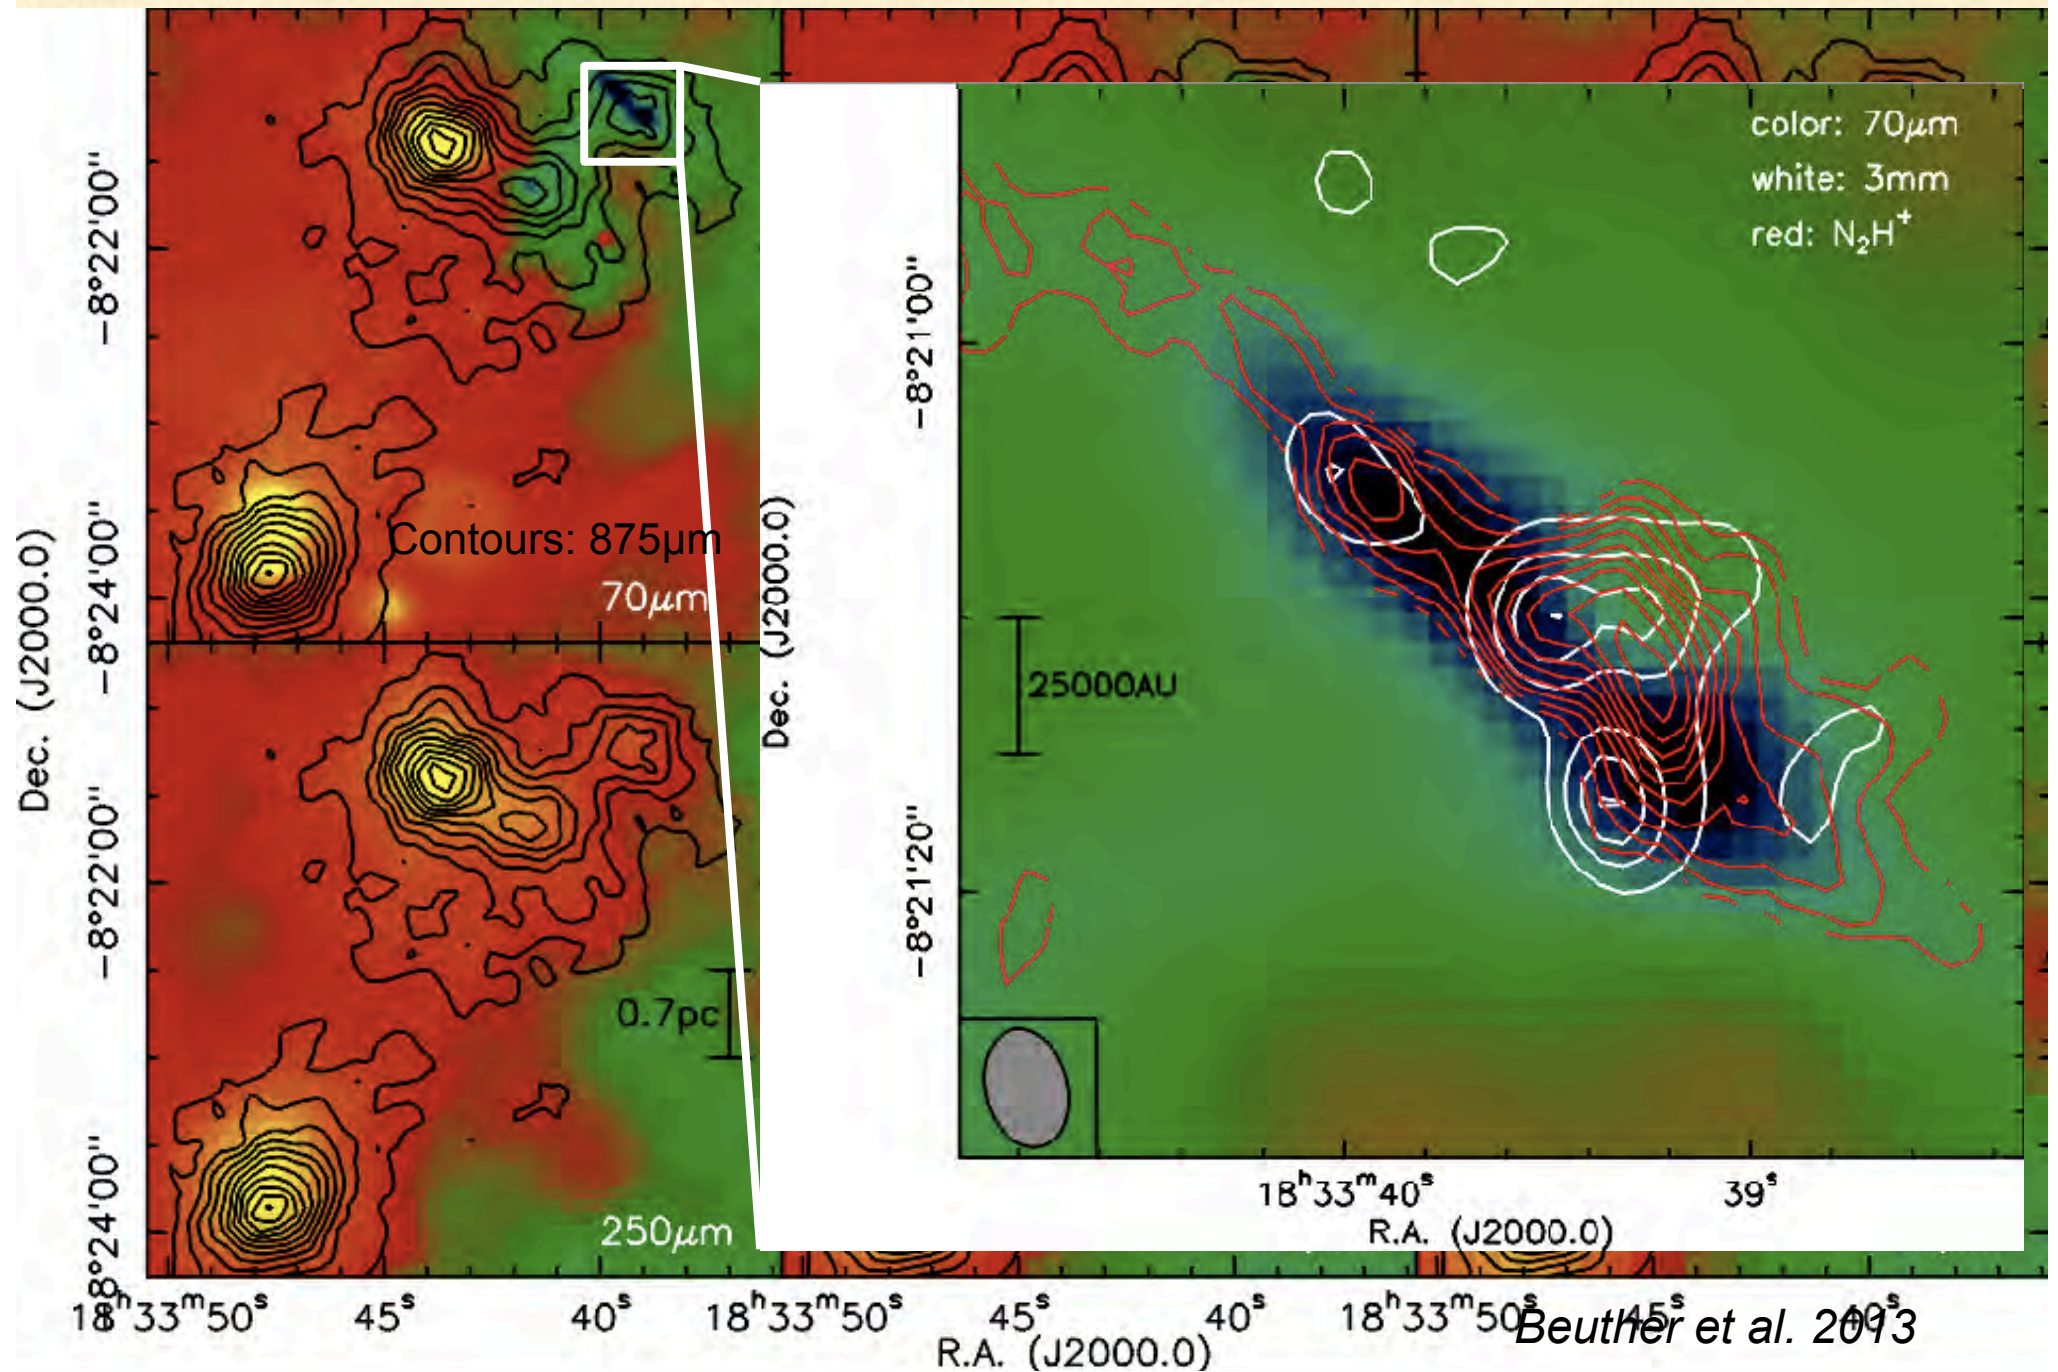 color: 70μm
white: 3mm
red: N₂H⁺
−8°22'00"
−8°24'00"
Contours: 875μm
70μm
Dec. (J2000.0)
−8°21'00"
25000AU
Dec. (J2000.0)
−8°21'20"
−8°22'00"
0.7pc
−8°24'00"
250μm
18ʰ33ᵐ40ˢ 39ˢ
R.A. (J2000.0)
18ʰ33ᵐ50ˢ 45ˢ 40ˢ 18ʰ33ᵐ50ˢ 45ˢ 40ˢ 18ʰ33ᵐ50ˢ 45ˢ 40ˢ
Beuther et al. 2013
R.A. (J2000.0)